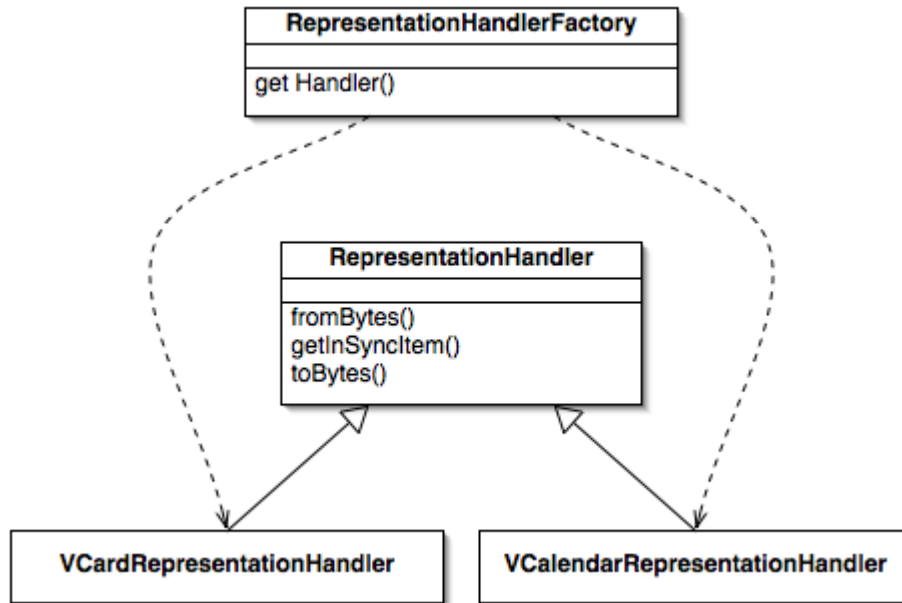 RepresentationHandlerFactory
get Handler()
RepresentationHandler
fromBytes()
getInSyncItem()
toBytes()
VCardRepresentationHandler
VCalendarRepresentationHandler